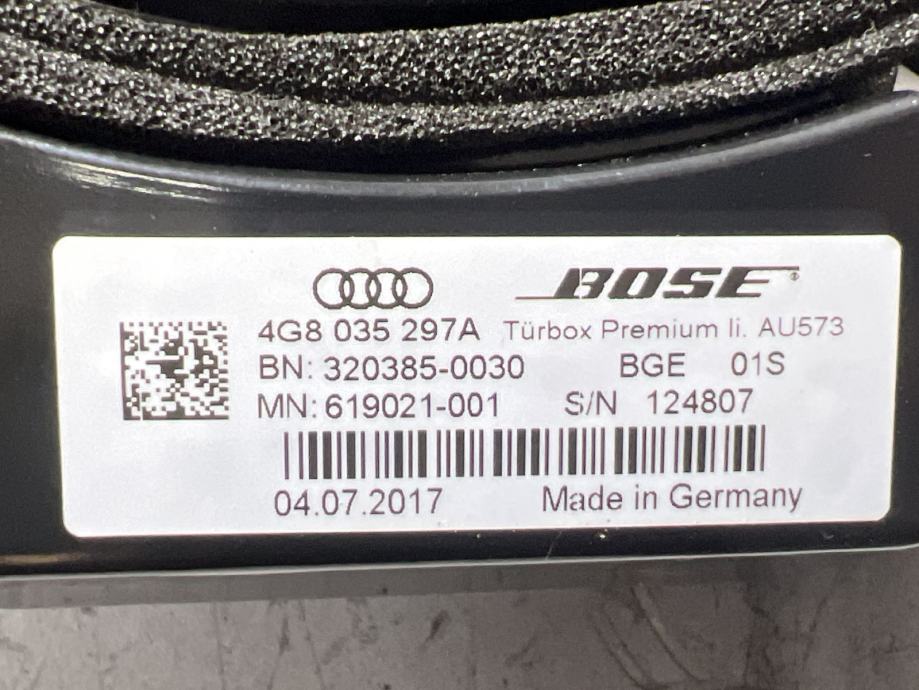 BOSE®
4G8 035 297A Türbox Premium li. AU573
BN: 320385-0030 BGE 01S
MN: 619021-001 S/N 124807
04.07.2017 Made in Germany